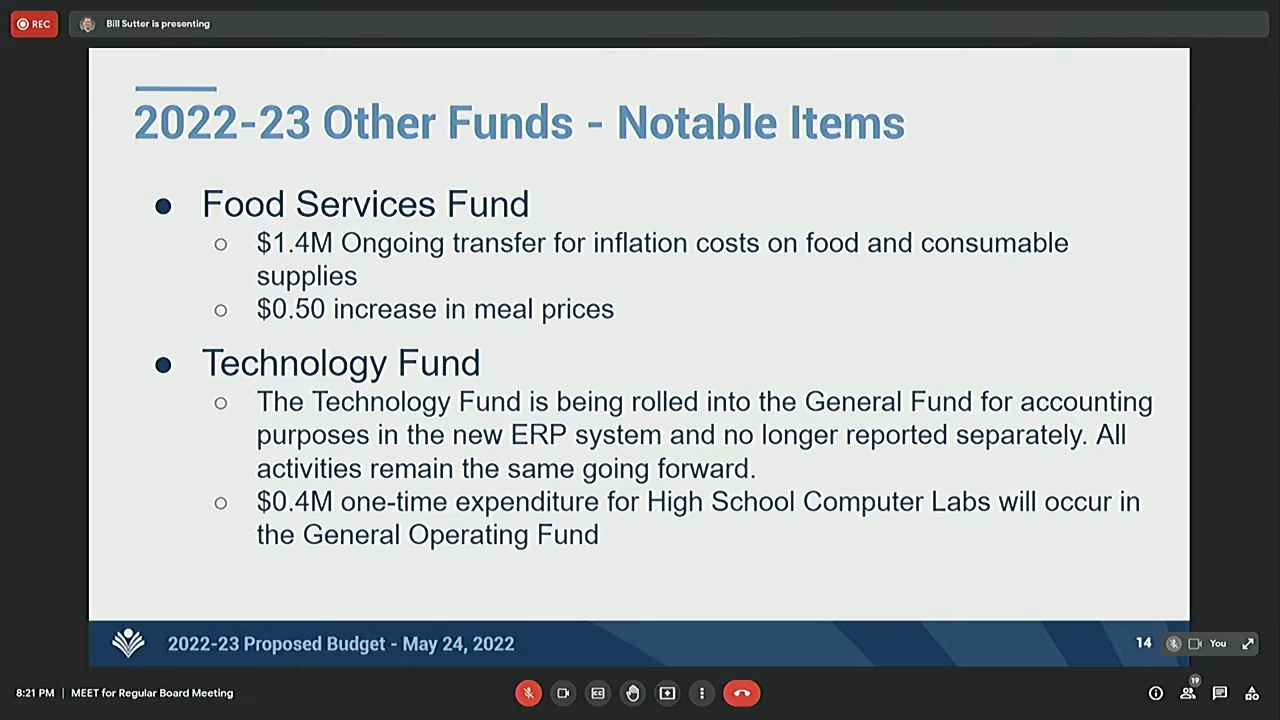 REC
Bill Sutter is presenting
2022-23 Other Funds - Notable Items
● Food Services Fund
○ $1.4M Ongoing transfer for inflation costs on food and consumable
supplies
○ $0.50 increase in meal prices
● Technology Fund
○ The Technology Fund is being rolled into the General Fund for accounting
purposes in the new ERP system and no longer reported separately. All
activities remain the same going forward.
○ $0.4M one-time expenditure for High School Computer Labs will occur in
the General Operating Fund
2022-23 Proposed Budget - May 24, 2022
14
You
8:21 PM | MEET for Regular Board Meeting
19